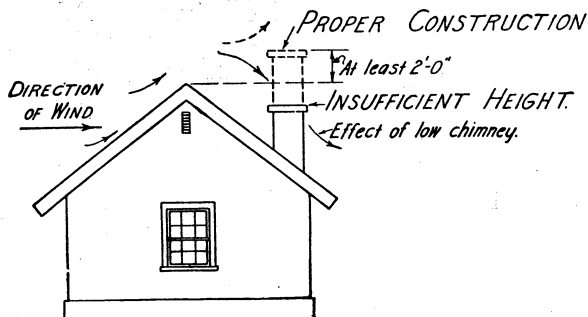 PROPER CONSTRUCTION
At least 2'-0"
DIRECTION
OF WIND
INSUFFICIENT HEIGHT.
Effect of low chimney.